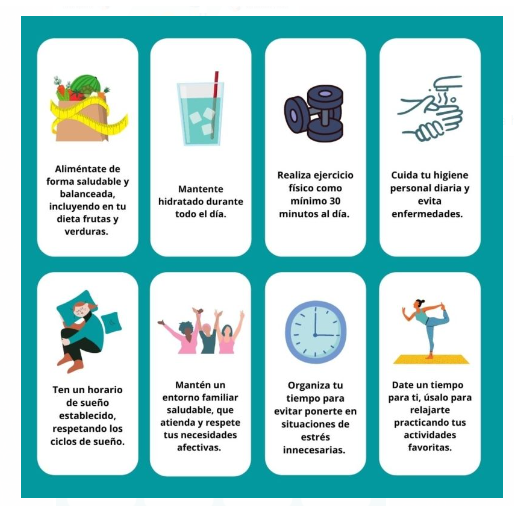 Aliméntate de
forma saludable y
balanceada,
incluyendo en tu
dieta frutas y
verduras.
Mantente
hidratado durante
todo el día.
Realiza ejercicio
físico como
mínimo 30
minutos al día.
Cuida tu higiene
personal diaria y
evita
enfermedades.
Ten un horario
de sueño
establecido,
respetando los
ciclos de sueño.
Mantén un
entorno familiar
saludable, que
atienda y respete
tus necesidades
afectivas.
Organiza tu
tiempo para
evitar ponerte en
situaciones de
estrés
innecesarias.
Date un tiempo
para ti, úsalo para
relajarte
practicando tus
actividades
favoritas.